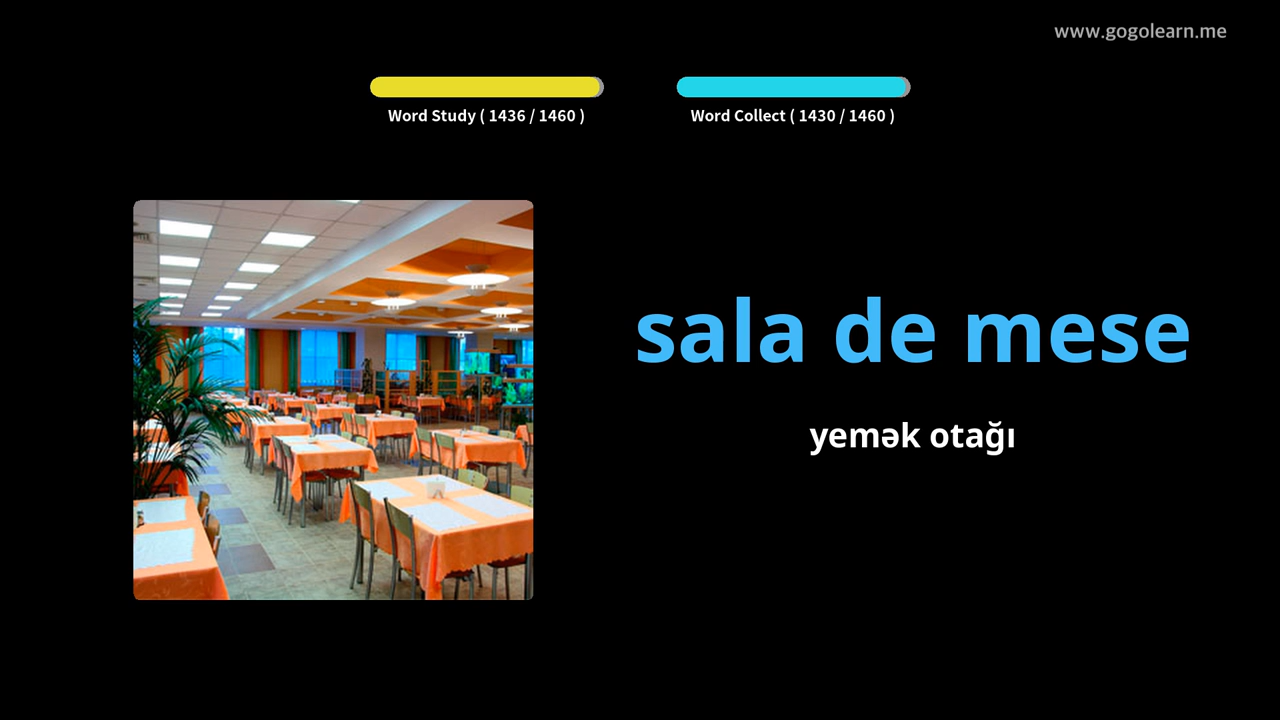 www.gogolearn.me
Word Study ( 1436 / 1460 )
Word Collect ( 1430 / 1460 )
sala de mese
yemək otağı